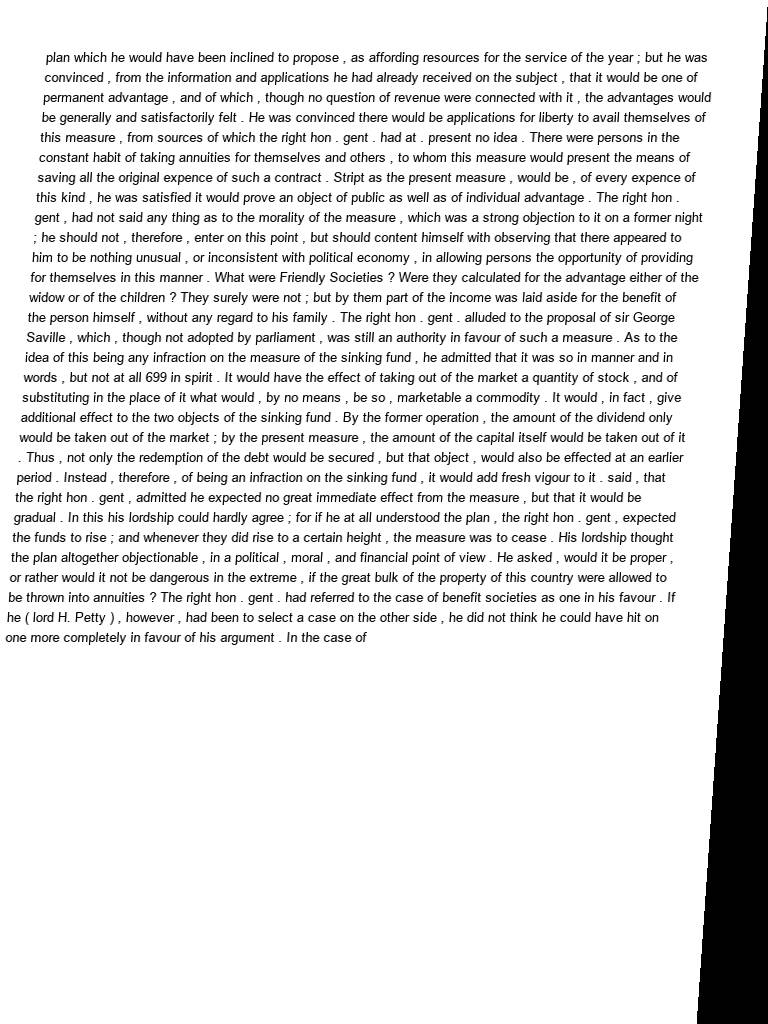 plan which he would have been inclined to propose , as affording resources for the service of the year ; but he was
convinced , from the information and applications he had already received on the subject , that it would be one of
permanent advantage , and of which , though no question of revenue were connected with it , the advantages would
be generally and satisfactorily felt . He was convinced there would be applications for liberty to avail themselves of
this measure , from sources of which the right hon . gent . had at . present no idea . There were persons in the
constant habit of taking annuities for themselves and others , to whom this measure would present the means of
saving all the original expence of such a contract . Stript as the present measure , would be , of every expence of
this kind , he was satisfied it would prove an object of public as well as of individual advantage . The right hon .
gent , had not said any thing as to the morality of the measure , which was a strong objection to it on a former night
; he should not , therefore , enter on this point , but should content himself with observing that there appeared to
him to be nothing unusual , or inconsistent with political economy , in allowing persons the opportunity of providing
for themselves in this manner . What were Friendly Societies ? Were they calculated for the advantage either of the
widow or of the children ? They surely were not ; but by them part of the income was laid aside for the benefit of
the person himself , without any regard to his family . The right hon . gent . alluded to the proposal of sir George
Saville , which , though not adopted by parliament , was still an authority in favour of such a measure . As to the
idea of this being any infraction on the measure of the sinking fund , he admitted that it was so in manner and in
words , but not at all 699 in spirit . It would have the effect of taking out of the market a quantity of stock , and of
substituting in the place of it what would , by no means , be so , marketable a commodity . It would , in fact , give
additional effect to the two objects of the sinking fund . By the former operation , the amount of the dividend only
would be taken out of the market ; by the present measure , the amount of the capital itself would be taken out of it
. Thus , not only the redemption of the debt would be secured , but that object , would also be effected at an earlier
period . Instead , therefore , of being an infraction on the sinking fund , it would add fresh vigour to it . said , that
the right hon . gent , admitted he expected no great immediate effect from the measure , but that it would be
gradual . In this his lordship could hardly agree ; for if he at all understood the plan , the right hon . gent , expected
the funds to rise ; and whenever they did rise to a certain height , the measure was to cease . His lordship thought
the plan altogether objectionable , in a political , moral , and financial point of view . He asked , would it be proper ,
or rather would it not be dangerous in the extreme , if the great bulk of the property of this country were allowed to
be thrown into annuities ? The right hon . gent . had referred to the case of benefit societies as one in his favour . If
he ( lord H. Petty ) , however , had been to select a case on the other side , he did not think he could have hit on
one more completely in favour of his argument . In the case of